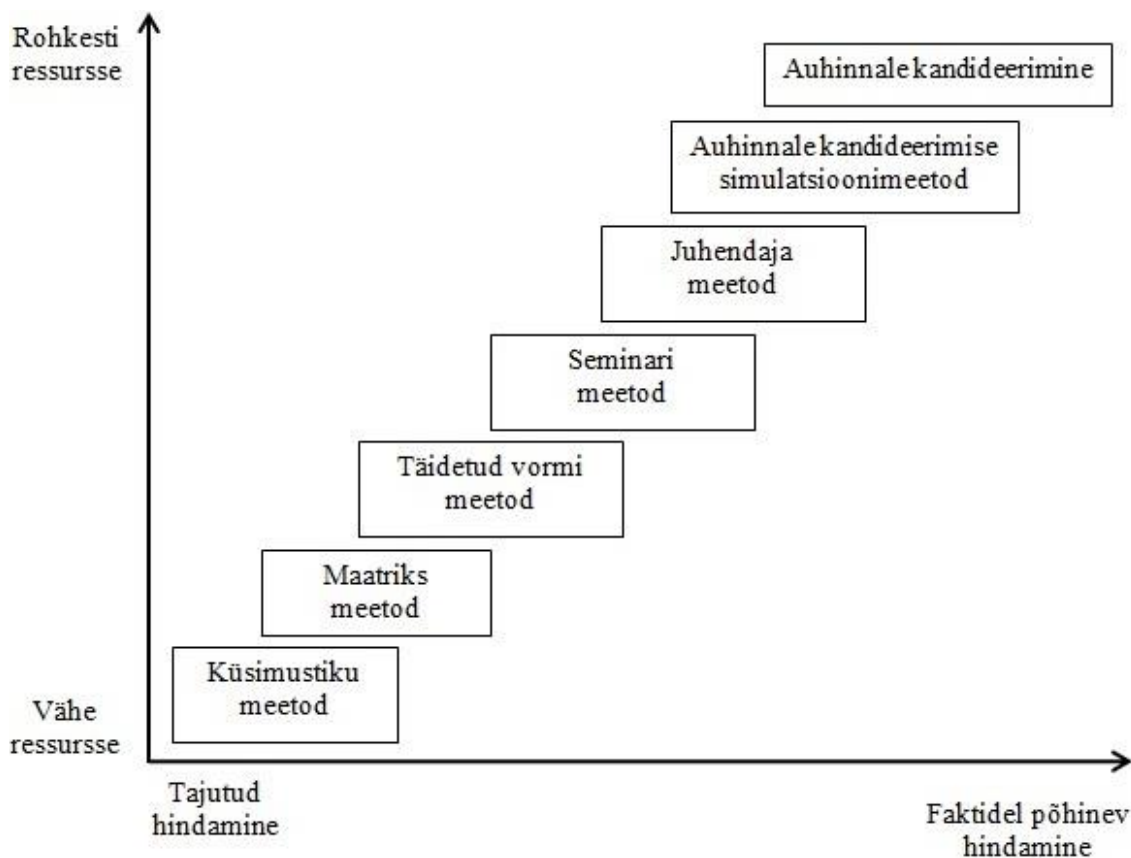 Rohkesti
ressursse
Auhinnale kandideerimine
Auhinnale kandideerimise
simulatsioonimeetod
Juhendaja
meetod
Seminari
meetod
Täidetud vormi
meetod
Maatriks
meetod
Küsimustiku
meetod
Vähe
ressursse
Tajutud
hindamine
Faktidel põhinev
hindamine